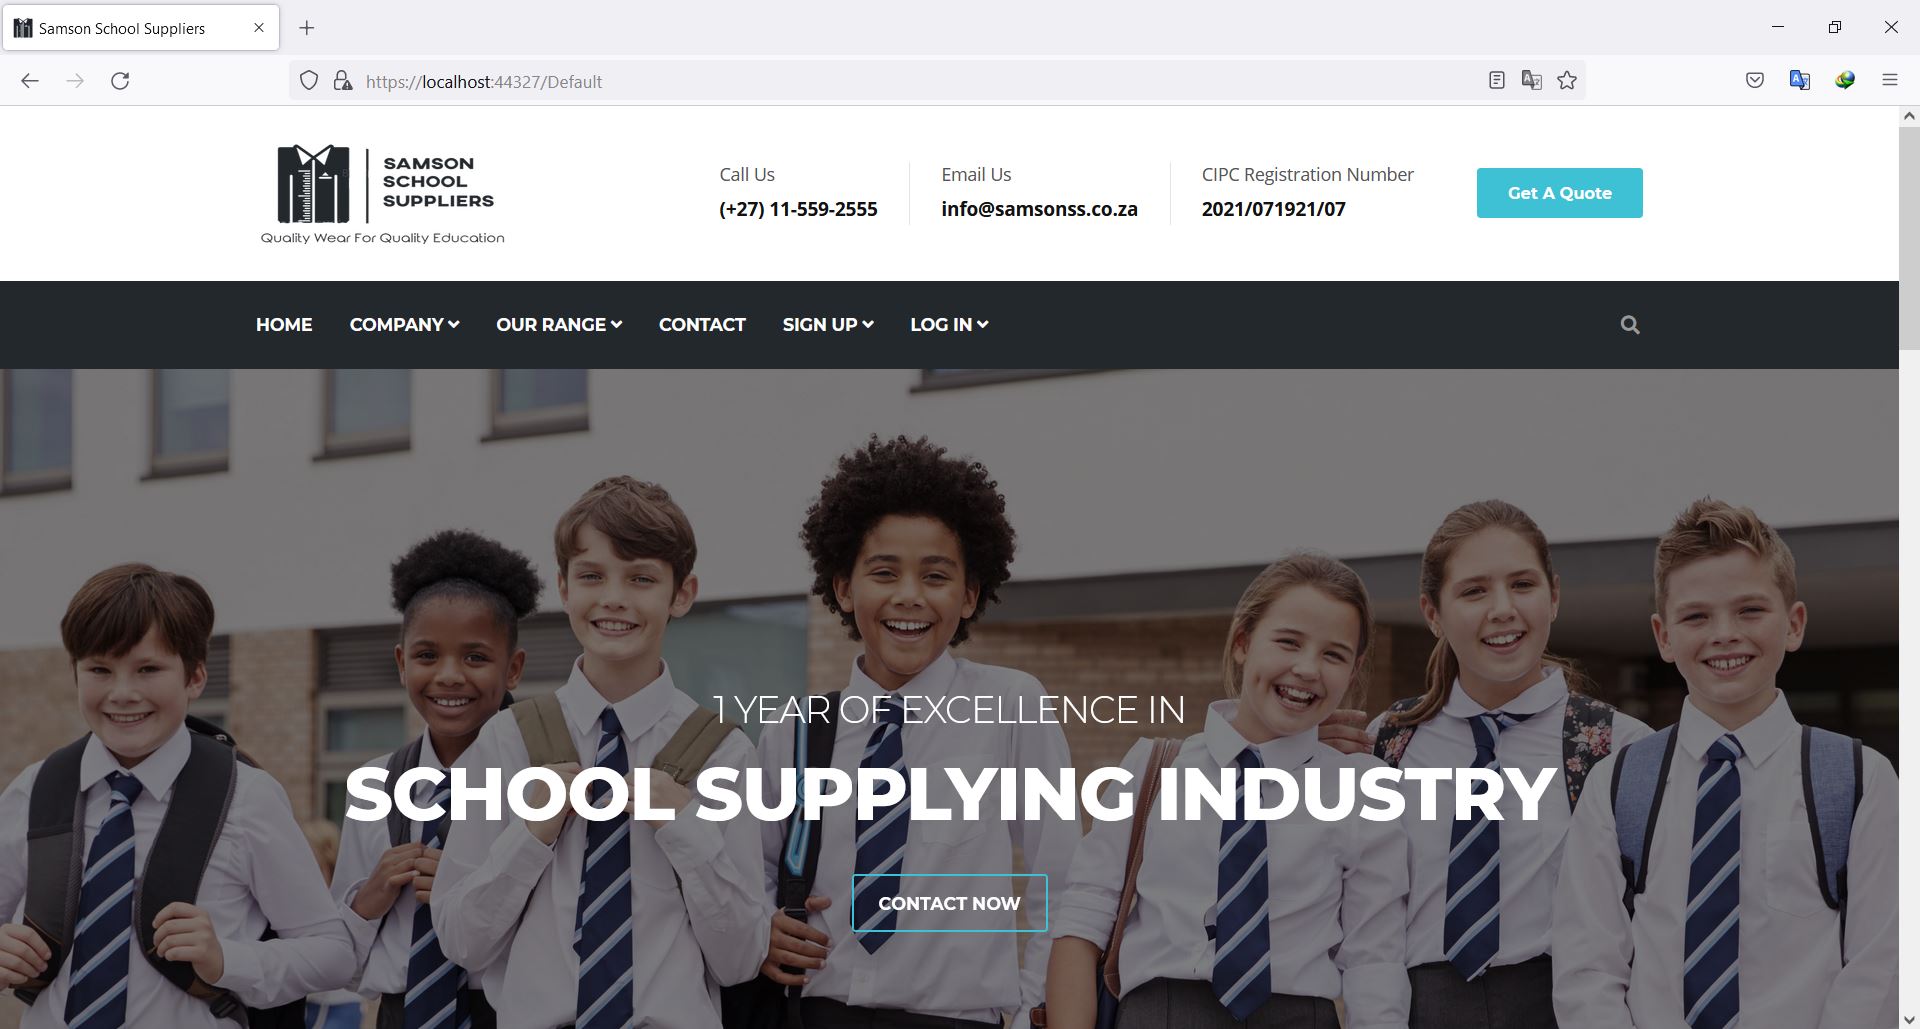 Samson School Suppliers
https://localhost:44327/Default
SAMSON
SCHOOL
SUPPLIERS
Quality Wear For Quality Education
Call Us
(+27) 11-559-2555
Email Us
info@samsonss.co.za
CIPC Registration Number
2021/071921/07
Get A Quote
HOME COMPANY OUR RANGE CONTACT SIGN UP LOG IN
1 YEAR OF EXCELLENCE IN
SCHOOL SUPPLYING INDUSTRY
CONTACT NOW